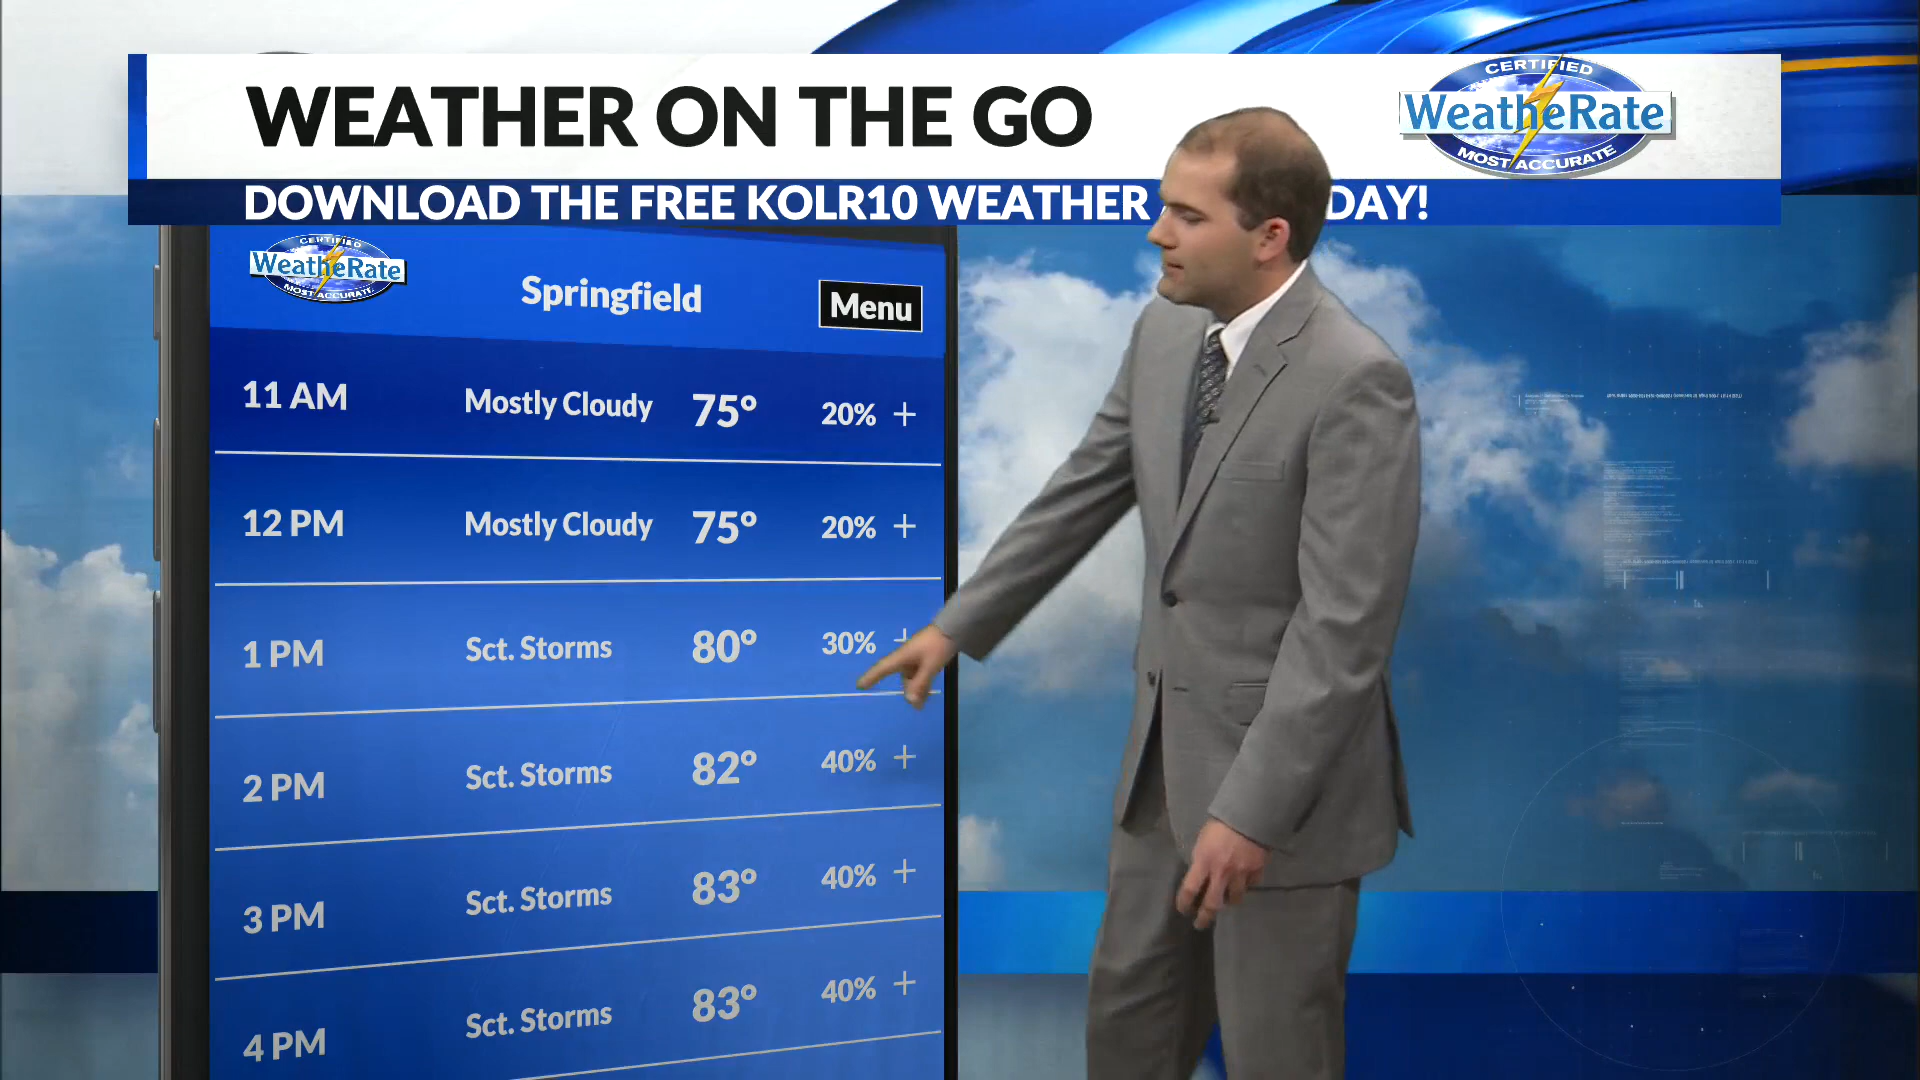 WEATHER ON THE GO
CERTIFIED
WeatheRate
MOST ACCURATE
DOWNLOAD THE FREE KOLR10 WEATHER DAY!
CERTIFIED
WeatheRate
MOST ACCURATE
Springfield
Menu
11 AM Mostly Cloudy 75° 20% +
12 PM Mostly Cloudy 75° 20% +
1 PM Sct. Storms 80° 30% +
2 PM Sct. Storms 82° 40% +
3 PM Sct. Storms 83° 40% +
4 PM Sct. Storms 83° 40% +